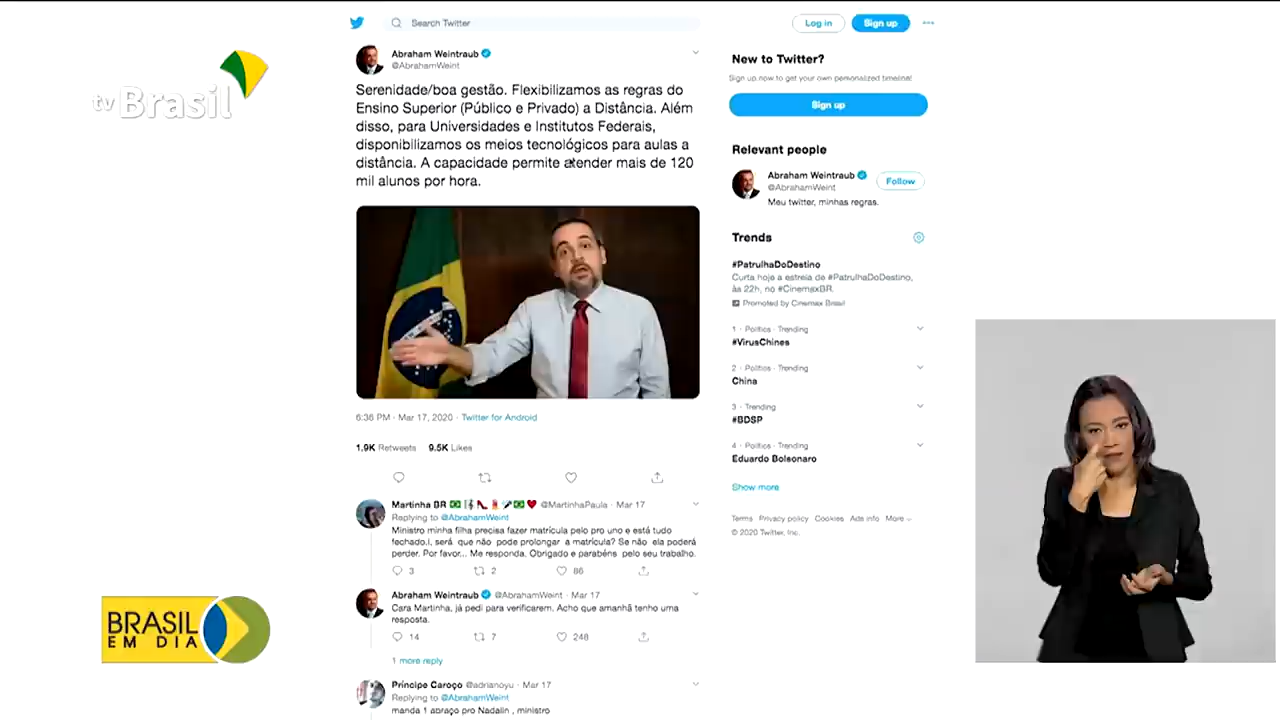 Search Twitter
Log in
Sign up
tv Brasil
Abraham Weintraub
@AbrahamWeint
Serenidade/boa gestão. Flexibilizamos as regras do
Ensino Superior (Público e Privado) a Distância. Além
disso, para Universidades e Institutos Federais,
disponibilizamos os meios tecnológicos para aulas a
distância. A capacidade permite atender mais de 120
mil alunos por hora.
6:36 PM · Mar 17, 2020 · Twitter for Android
1.9K Retweets 9.5K Likes
Martinha BR @MartinhaPaula · Mar 17
Replying to @AbrahamWeint
Ministro minha filha precisa fazer matrícula pelo pro uno e está tudo
fechado.i, será que não pode prolongar a matrícula? Se não ela poderá
perder. Por favor... Me responda. Obrigado e parabéns pelo seu trabalho.
3 2 86
Abraham Weintraub @AbrahamWeint · Mar 17
Cara Martinha, já pedi para verificarem. Acho que amanhã tenho uma
resposta.
14 7 248
1 more reply
Príncipe Caroço @adrianoyu · Mar 17
Replying to @AbrahamWeint
manda 1 abraço pro Nadalin , ministro
New to Twitter?
Sign up now to get your own personalized timeline!
Sign up
Relevant people
Abraham Weintraub
@AbrahamWeint
Follow
Meu twitter, minhas regras.
Trends
#PatrulhaDoDestino
Curta hoje a estreia de #PatrulhaDoDestino,
às 22h, no #CinemaxBR.
Promoted by Cinemax Brasil
1 · Politics · Trending
#VirusChines
2 · Politics · Trending
China
3 · Trending
#BDSP
4 · Politics · Trending
Eduardo Bolsonaro
Show more
Terms Privacy policy Cookies Ads info More
© 2020 Twitter, Inc.
BRASIL
EM DIA